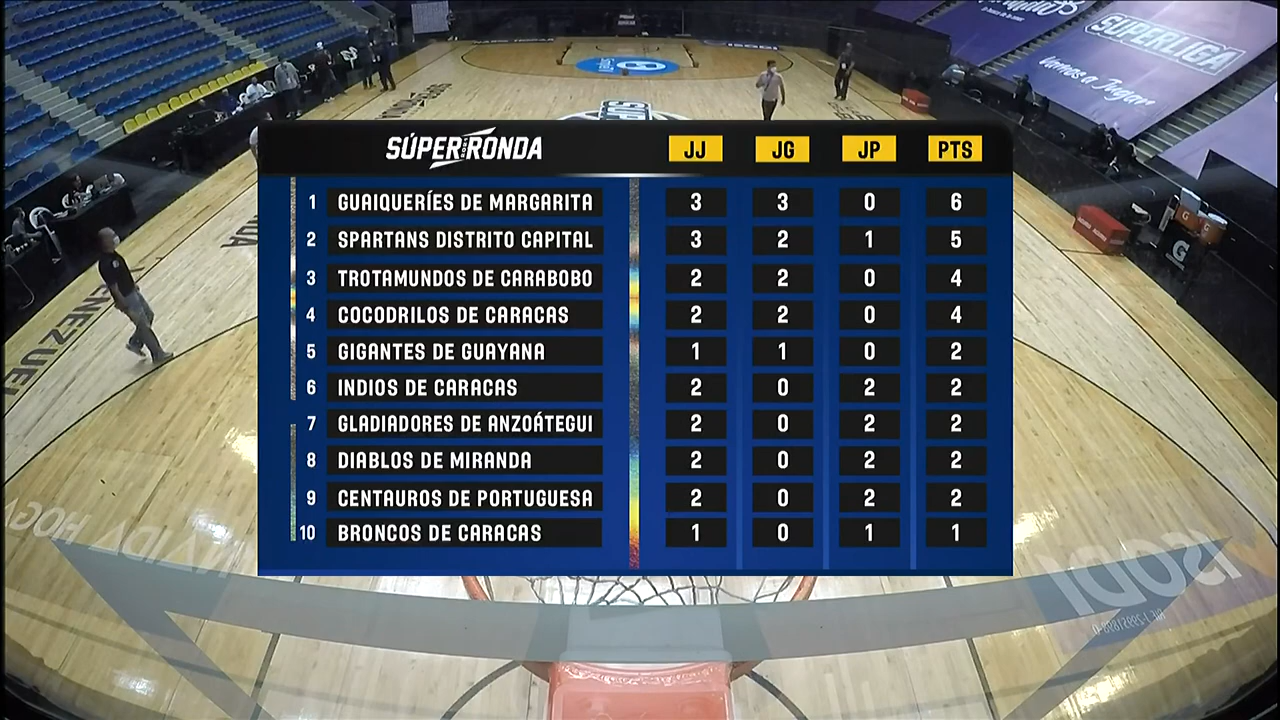 SUPERLIGA
Vamos a Jugar
SÚPER RONDA JJ JG JP PTS
1 GUAIQUERÍES DE MARGARITA 3 3 0 6
2 SPARTANS DISTRITO CAPITAL 3 2 1 5
3 TROTAMUNDOS DE CARABOBO 2 2 0 4
4 COCODRILOS DE CARACAS 2 2 0 4
5 GIGANTES DE GUAYANA 1 1 0 2
6 INDIOS DE CARACAS 2 0 2 2
7 GLADIADORES DE ANZOÁTEGUI 2 0 2 2
8 DIABLOS DE MIRANDA 2 0 2 2
9 CENTAUROS DE PORTUGUESA 2 0 2 2
10 BRONCOS DE CARACAS 1 0 1 1
G
G
G
ISODI